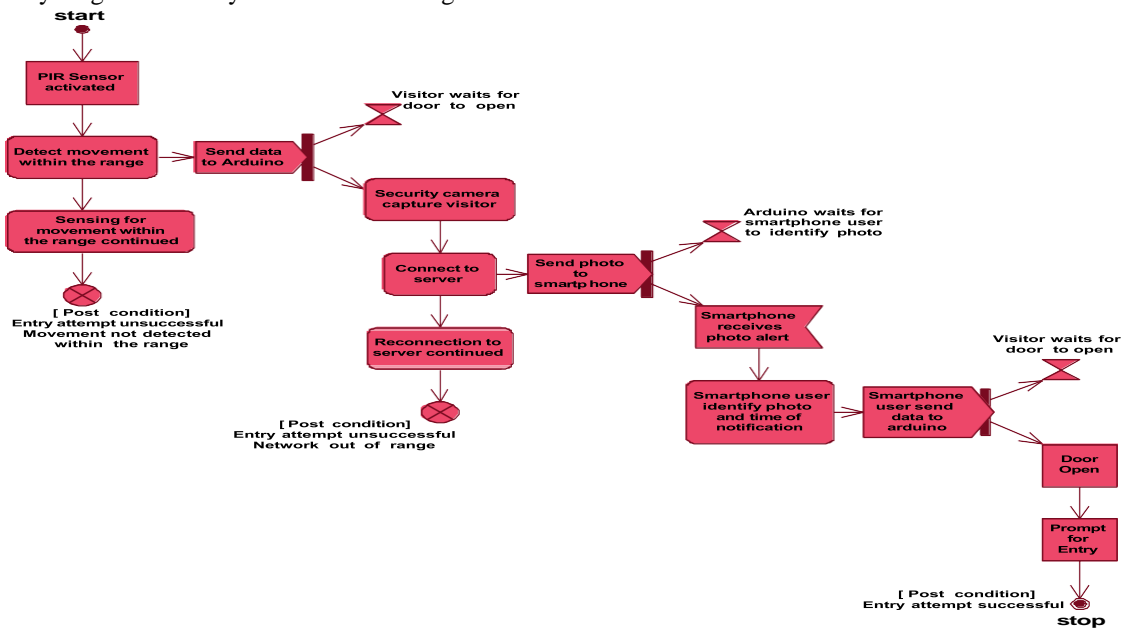 start
PIR Sensor
activated
Detect movement
within the range
Send data
to Arduino
Visitor waits for
door to open
Sensing for
movement within
the range continued
[ Post condition]
Entry attempt unsuccessful
Movement not detected
within the range
Security camera
capture visitor
Connect to
server
Send photo
to
smartphone
Arduino waits for
smartphone user
to identify photo
Reconnection to
server continued
[ Post condition]
Entry attempt unsuccessful
Network out of range
Smartphone
receives
photo alert
Smartphone user
identify photo
and time of
notification
Smartphone
user send
data to
arduino
Visitor waits for
door to open
Door
Open
Prompt
for
Entry
[ Post condition]
Entry attempt successful
stop